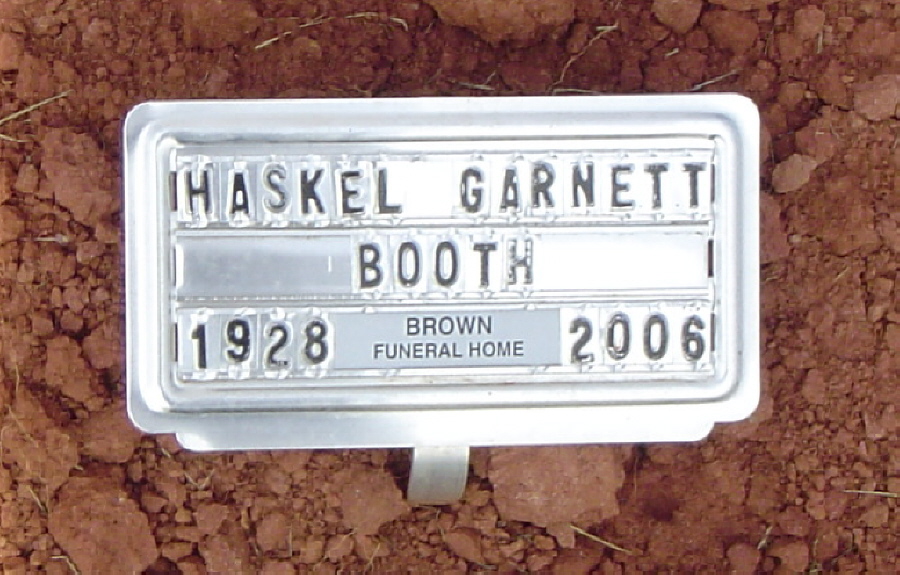 HASKEL GARNETT
BOOTH
1928 BROWN FUNERAL HOME 2006